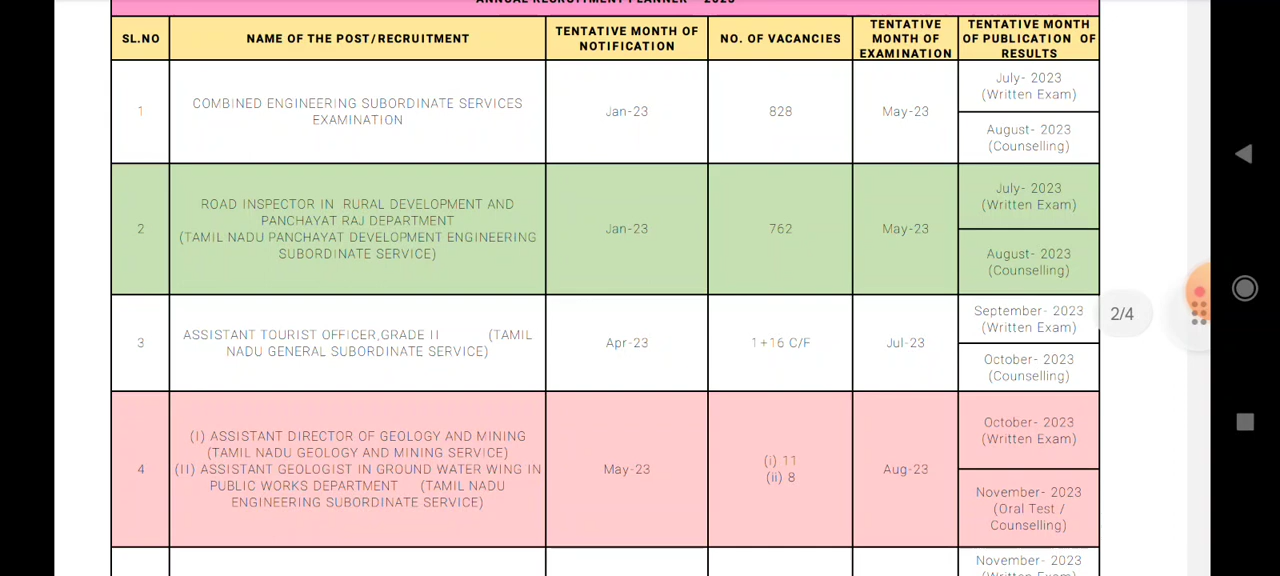 ANNUAL RECRUITMENT PLANNER - 2023
SL.NO
NAME OF THE POST/RECRUITMENT
TENTATIVE MONTH OF
NOTIFICATION
NO. OF VACANCIES
TENTATIVE
MONTH OF
EXAMINATION
TENTATIVE MONTH
OF PUBLICATION OF
RESULTS
1
COMBINED ENGINEERING SUBORDINATE SERVICES
EXAMINATION
Jan-23
828
May-23
July- 2023
(Written Exam)
August- 2023
(Counselling)
2
ROAD INSPECTOR IN RURAL DEVELOPMENT AND
PANCHAYAT RAJ DEPARTMENT
(TAMIL NADU PANCHAYAT DEVELOPMENT ENGINEERING
SUBORDINATE SERVICE)
Jan-23
762
May-23
July- 2023
(Written Exam)
August- 2023
(Counselling)
3
ASSISTANT TOURIST OFFICER,GRADE II (TAMIL
NADU GENERAL SUBORDINATE SERVICE)
Apr-23
1+16 C/F
Jul-23
September- 2023
(Written Exam)
October- 2023
(Counselling)
2/4
4
(I) ASSISTANT DIRECTOR OF GEOLOGY AND MINING
(TAMIL NADU GEOLOGY AND MINING SERVICE)
(II) ASSISTANT GEOLOGIST IN GROUND WATER WING IN
PUBLIC WORKS DEPARTMENT (TAMIL NADU
ENGINEERING SUBORDINATE SERVICE)
May-23
(i) 11
(ii) 8
Aug-23
October- 2023
(Written Exam)
November- 2023
(Oral Test /
Counselling)
November- 2023
(Written Exam)